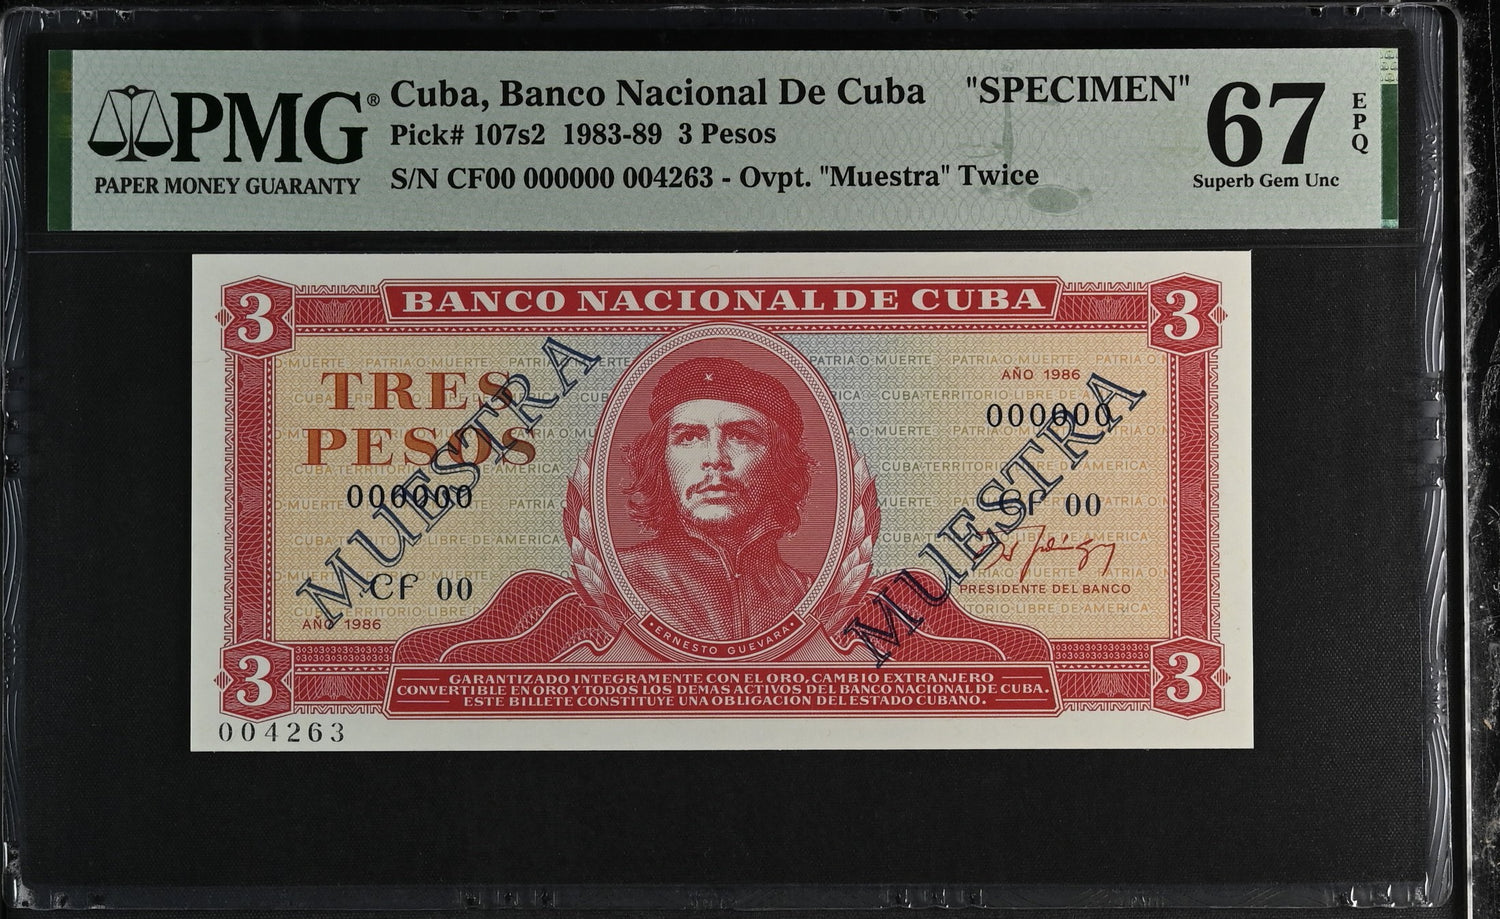 PMG®
PAPER MONEY GUARANTY
Cuba, Banco Nacional De Cuba "SPECIMEN"
Pick# 107s2 1983-89 3 Pesos
S/N CF00 000000 004263 - Ovpt. "Muestra" Twice
67
EPQ
Superb Gem Unc
3
BANCO NACIONAL DE CUBA
3
PATRIA O MUERTE
CUBA TERRITORIO LIBRE DE AMERICA
TRES
PESOS
AÑO 1986
000000
000000
MUESTRA
MUESTRA
CF 00
CF 00
PRESIDENTE DEL BANCO
AÑO 1986
·ERNESTO GUEVARA·
3
GARANTIZADO INTEGRAMENTE CON EL ORO, CAMBIO EXTRANJERO
CONVERTIBLE EN ORO Y TODOS LOS DEMAS ACTIVOS DEL BANCO NACIONAL DE CUBA.
ESTE BILLETE CONSTITUYE UNA OBLIGACION DEL ESTADO CUBANO.
3
004263